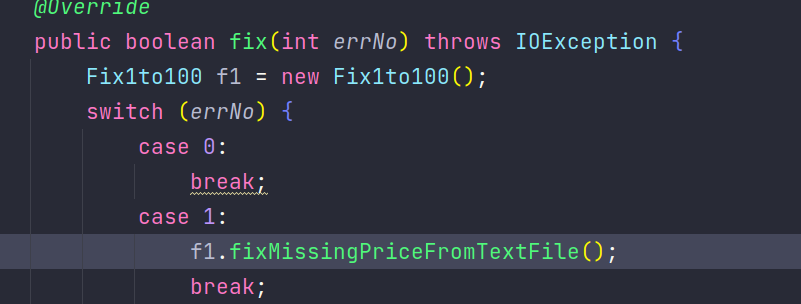 @Override
public boolean fix(int errNo) throws IOException {
Fix1to100 f1 = new Fix1to100();
switch (errNo) {
case 0:
break;
case 1:
f1.fixMissingPriceFromTextFile();
break;